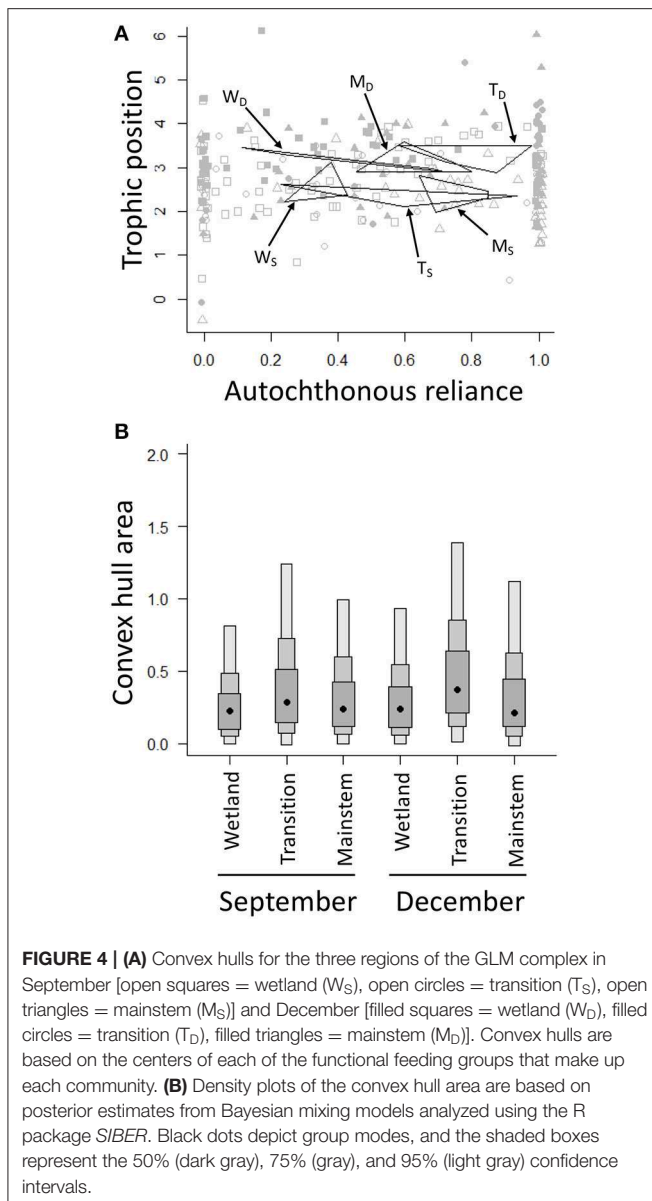 A
Trophic position
6
5
4
3
2
1
0
W_D
M_D
T_D
W_S
T_S
M_S
0.0 0.2 0.4 0.6 0.8 1.0
Autochthonous reliance
B
Convex hull area
2.0
1.5
1.0
0.5
0.0
Wetland
Transition
Mainstem
Wetland
Transition
Mainstem
September December
FIGURE 4 | (A) Convex hulls for the three regions of the GLM complex in
September [open squares = wetland (W_S), open circles = transition (T_S), open
triangles = mainstem (M_S)] and December [filled squares = wetland (W_D), filled
circles = transition (T_D), filled triangles = mainstem (M_D)]. Convex hulls are
based on the centers of each of the functional feeding groups that make up
each community. (B) Density plots of the convex hull area are based on
posterior estimates from Bayesian mixing models analyzed using the R
package SIBER. Black dots depict group modes, and the shaded boxes
represent the 50% (dark gray), 75% (gray), and 95% (light gray) confidence
intervals.